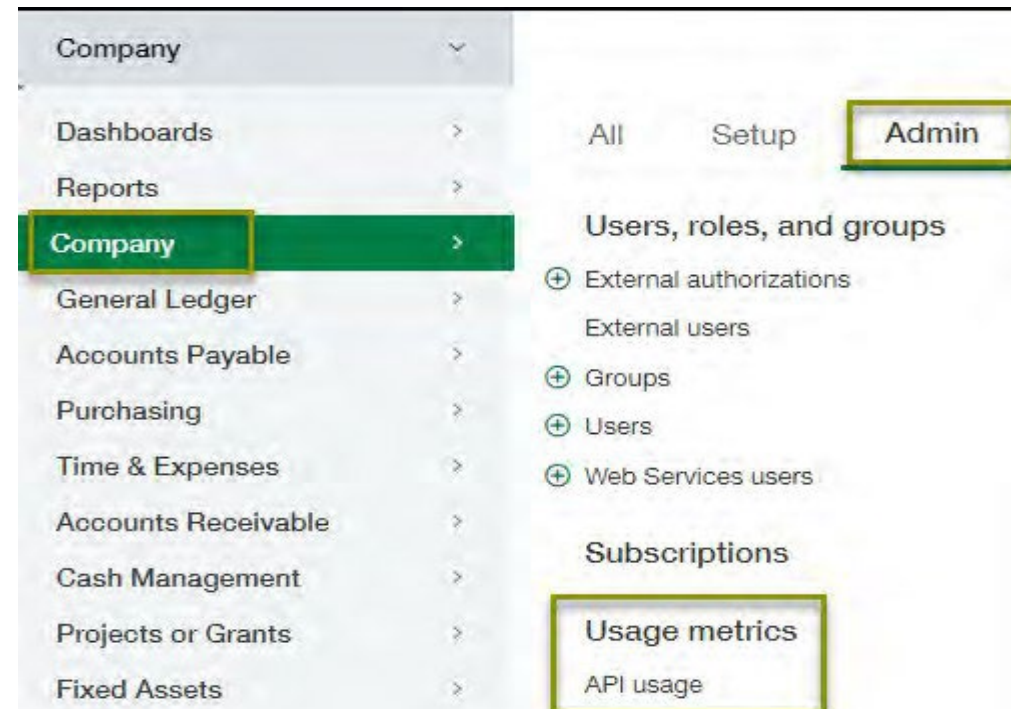 Company
Dashboards
Reports
Company
General Ledger
Accounts Payable
Purchasing
Time & Expenses
Accounts Receivable
Cash Management
Projects or Grants
Fixed Assets
All Setup Admin
Users, roles, and groups
External authorizations
External users
Groups
Users
Web Services users
Subscriptions
Usage metrics
API usage